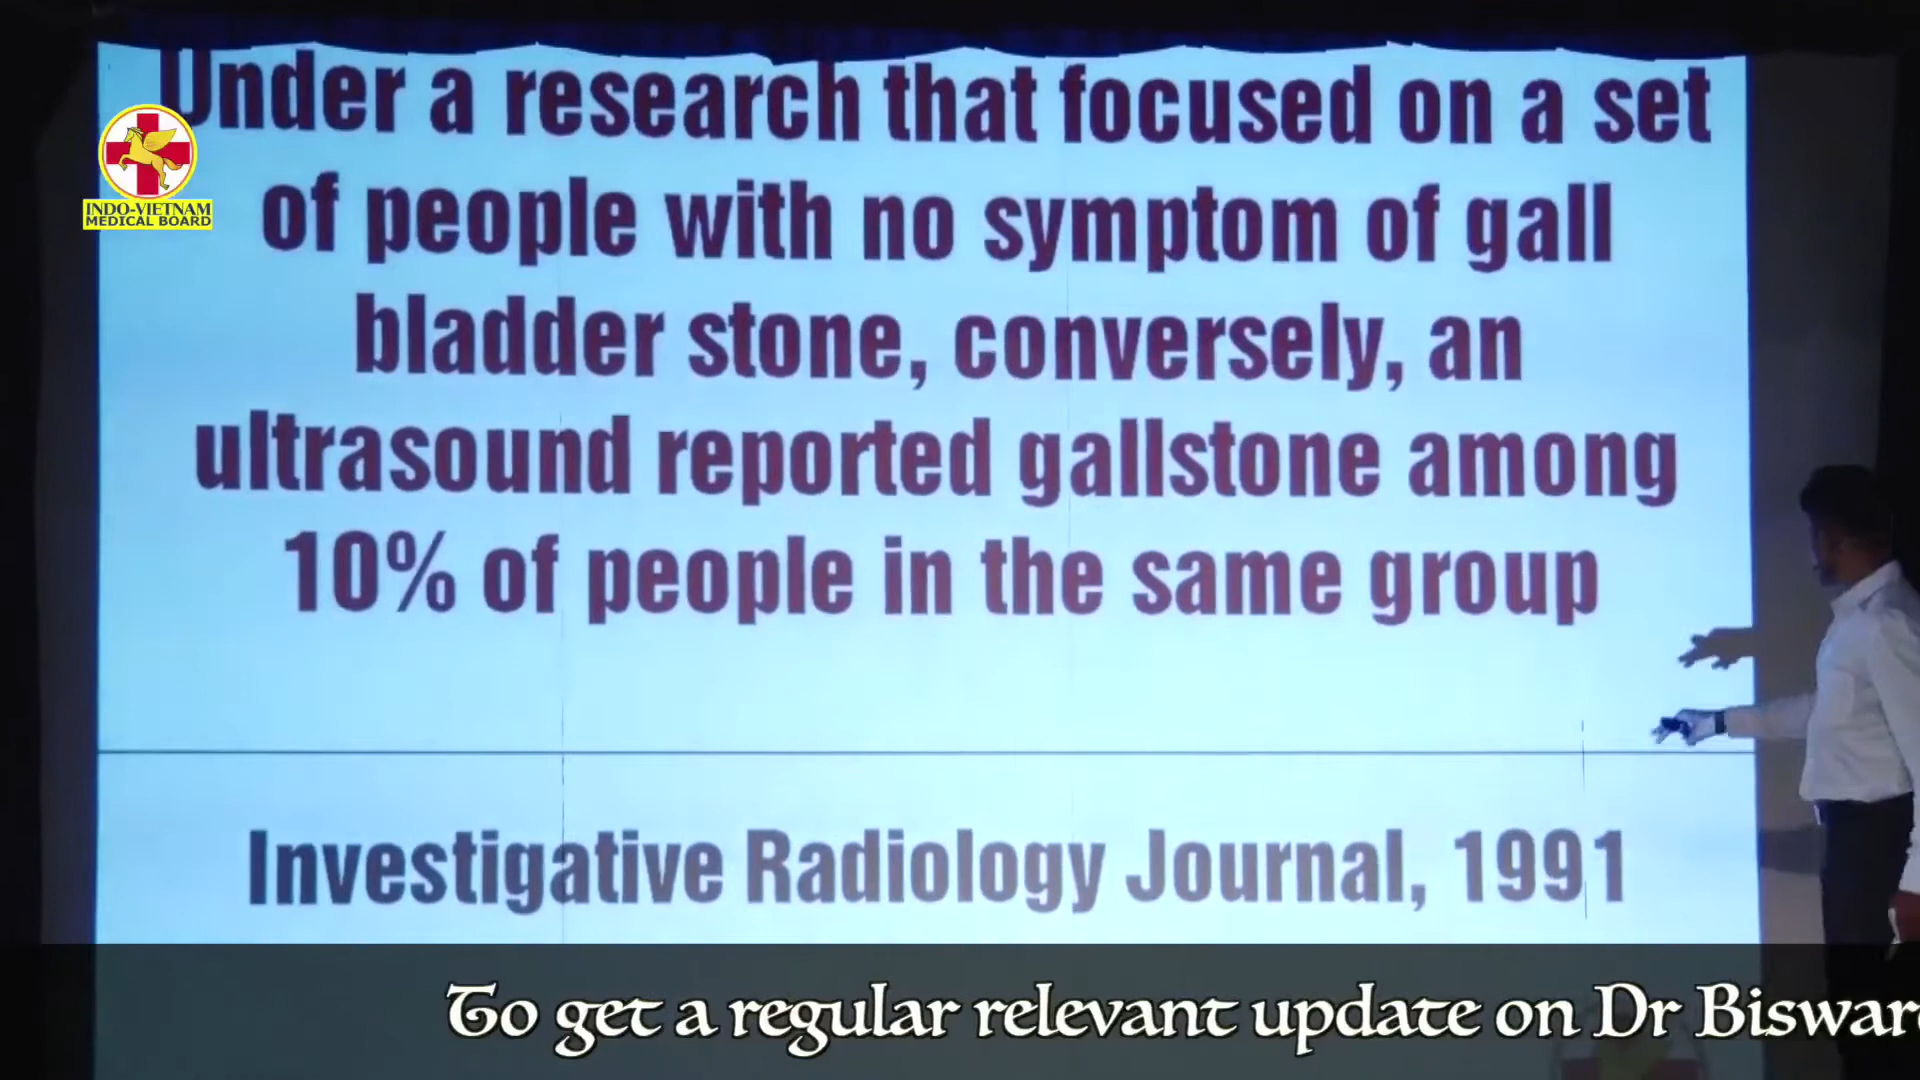 Under a research that focused on a set
of people with no symptom of gall
bladder stone, conversely, an
ultrasound reported gallstone among
10% of people in the same group
Investigative Radiology Journal, 1991
INDO-VIETNAM
MEDICAL BOARD
To get a regular relevant update on Dr Biswar